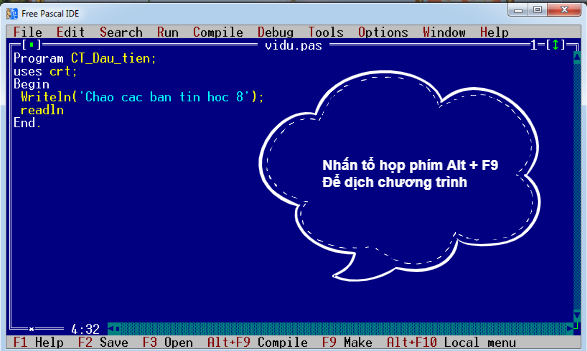 Free Pascal IDE
File Edit Search Run Compile Debug Tools Options Window Help
[■] vidu.pas 1 [↕]
Program CT_Dau_tien;
uses crt;
Begin
Writeln('Chao cac ban tin hoc 8');
readln
End.
Nhấn tổ họp phím Alt + F9
Để dịch chương trình
4:32
F1 Help F2 Save F3 Open Alt+F9 Compile F9 Make Alt+F10 Local menu